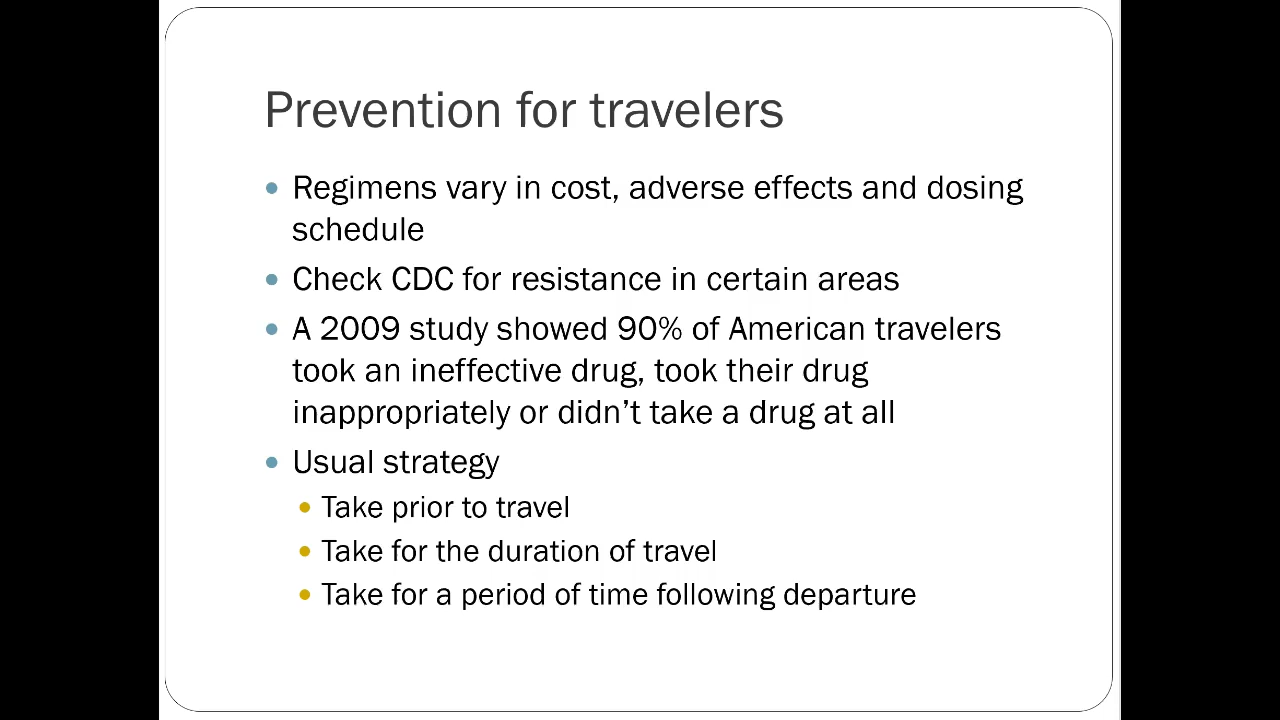 Prevention for travelers
Regimens vary in cost, adverse effects and dosing
schedule
Check CDC for resistance in certain areas
A 2009 study showed 90% of American travelers
took an ineffective drug, took their drug
inappropriately or didn’t take a drug at all
Usual strategy
Take prior to travel
Take for the duration of travel
Take for a period of time following departure